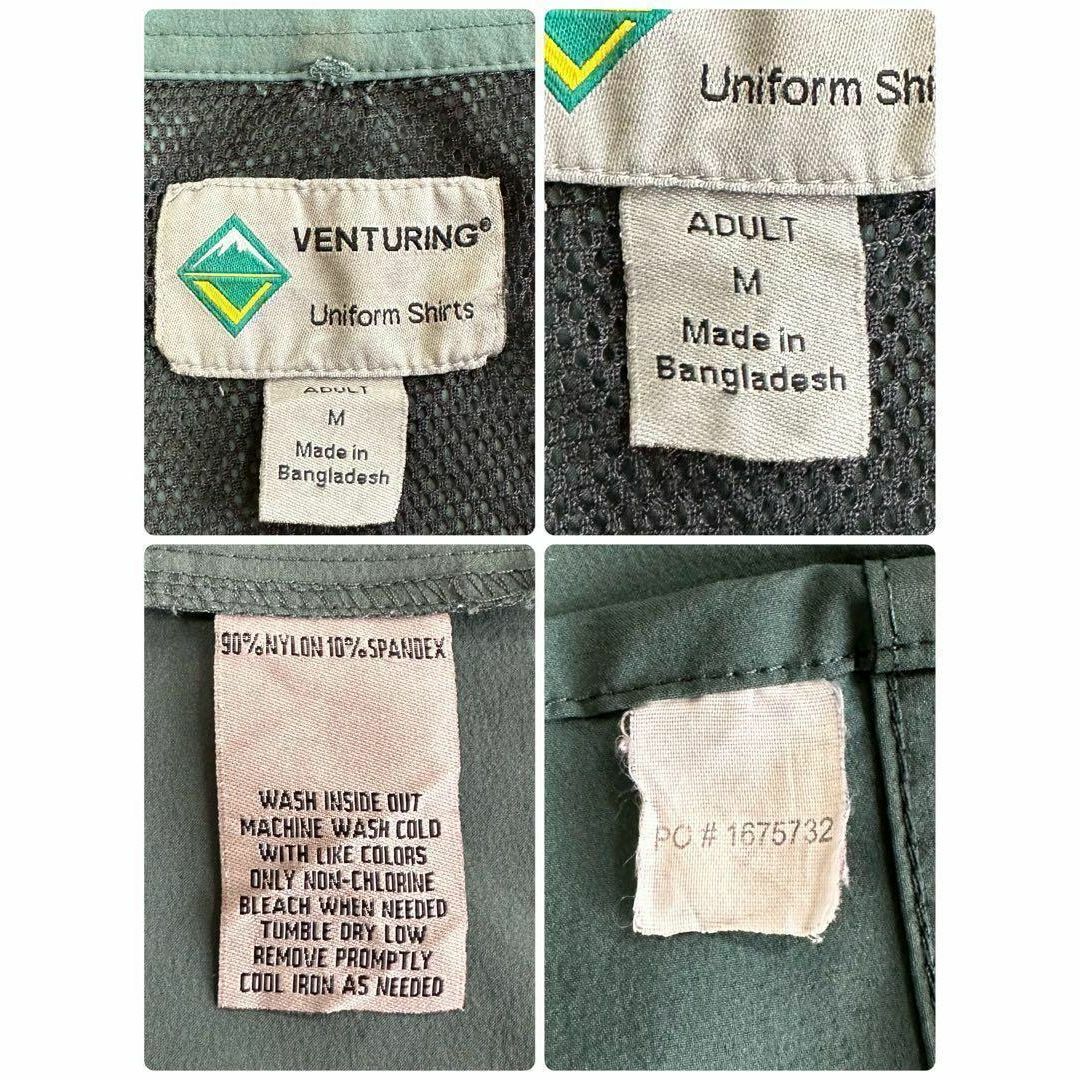 VENTURING®
Uniform Shirts
ADULT
M
Made in
Bangladesh
Uniform Shi
ADULT
M
Made in
Bangladesh
90% NYLON 10% SPANDEX
WASH INSIDE OUT
MACHINE WASH COLD
WITH LIKE COLORS
ONLY NON-CHLORINE
BLEACH WHEN NEEDED
TUMBLE DRY LOW
REMOVE PROMPTLY
COOL IRON AS NEEDED
PO # 1675732